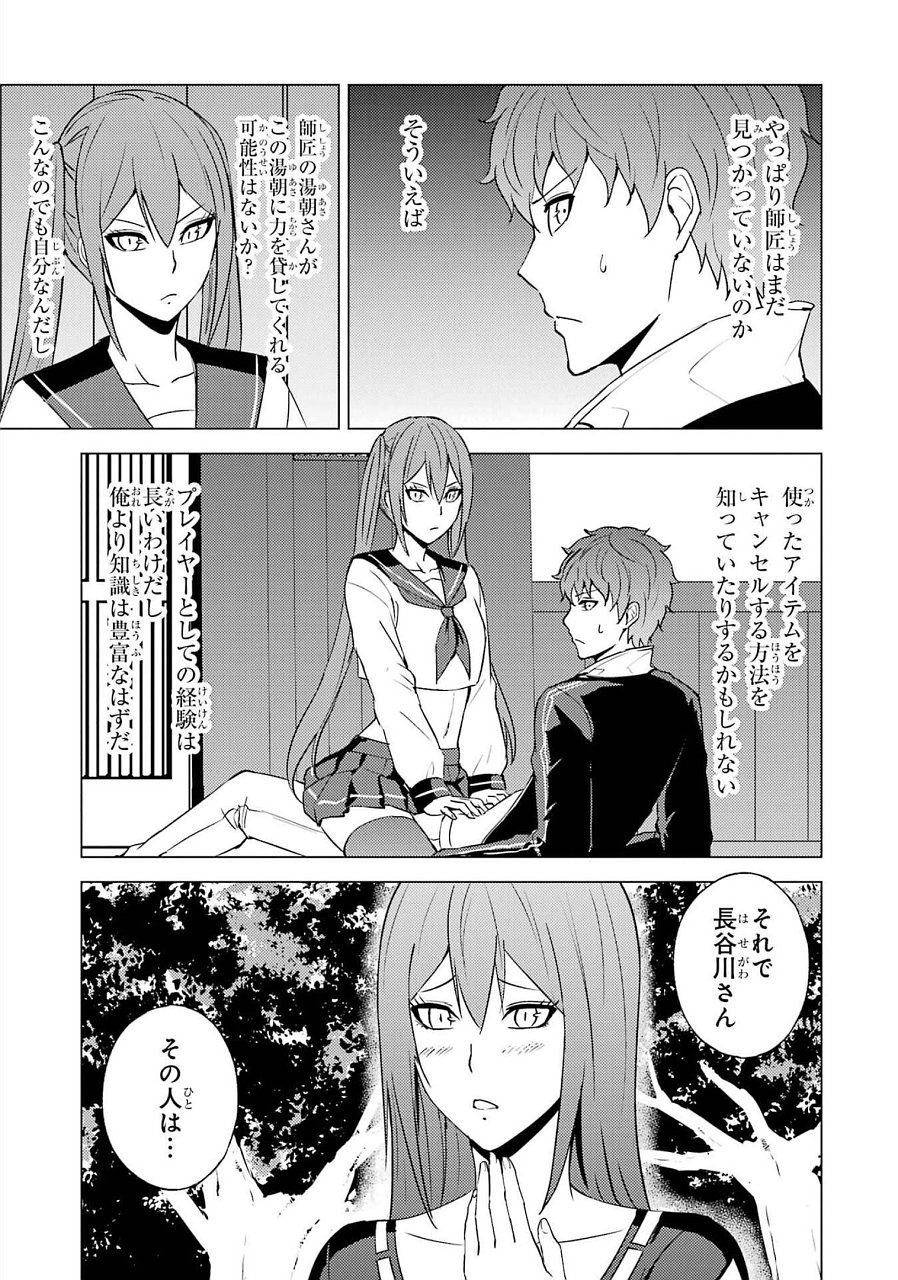 やっぱり師匠はまだ
見つかっていないのか
そういえば
師匠の湯朝さんが
この湯朝に力を貸してくれる
可能性はないか?
こんなのでも自分なんだし
使ったアイテムを
キャンセルする方法を
知っていたりするかもしれない
プレイヤーとしての経験は
長いわけだし
俺より知識は豊富なはずだ
それで
長谷川さん
その人は…